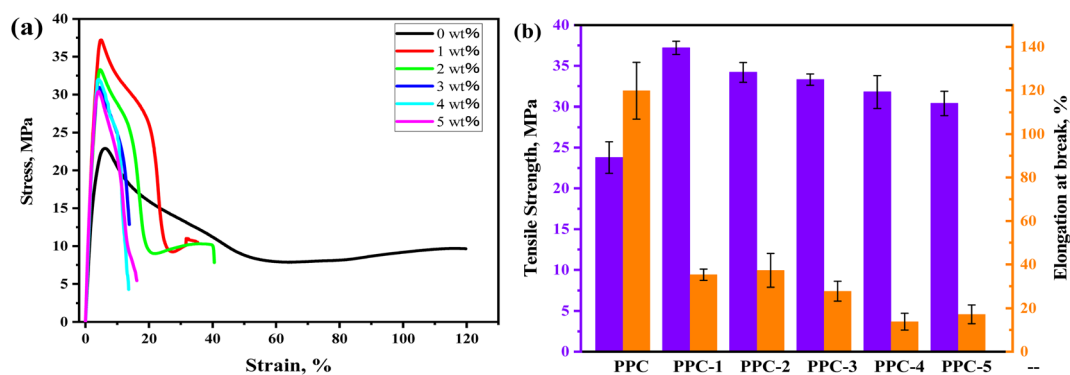 (a)
40
35
30
25
20
15
10
5
0
Stress, MPa
0 wt%
1 wt%
2 wt%
3 wt%
4 wt%
5 wt%
0 20 40 60 80 100 120
Strain, %
(b)
40
35
30
25
20
15
10
5
0
Tensile Strength, MPa
140
120
100
80
60
40
20
0
Elongation at break, %
PPC PPC-1 PPC-2 PPC-3 PPC-4 PPC-5 --